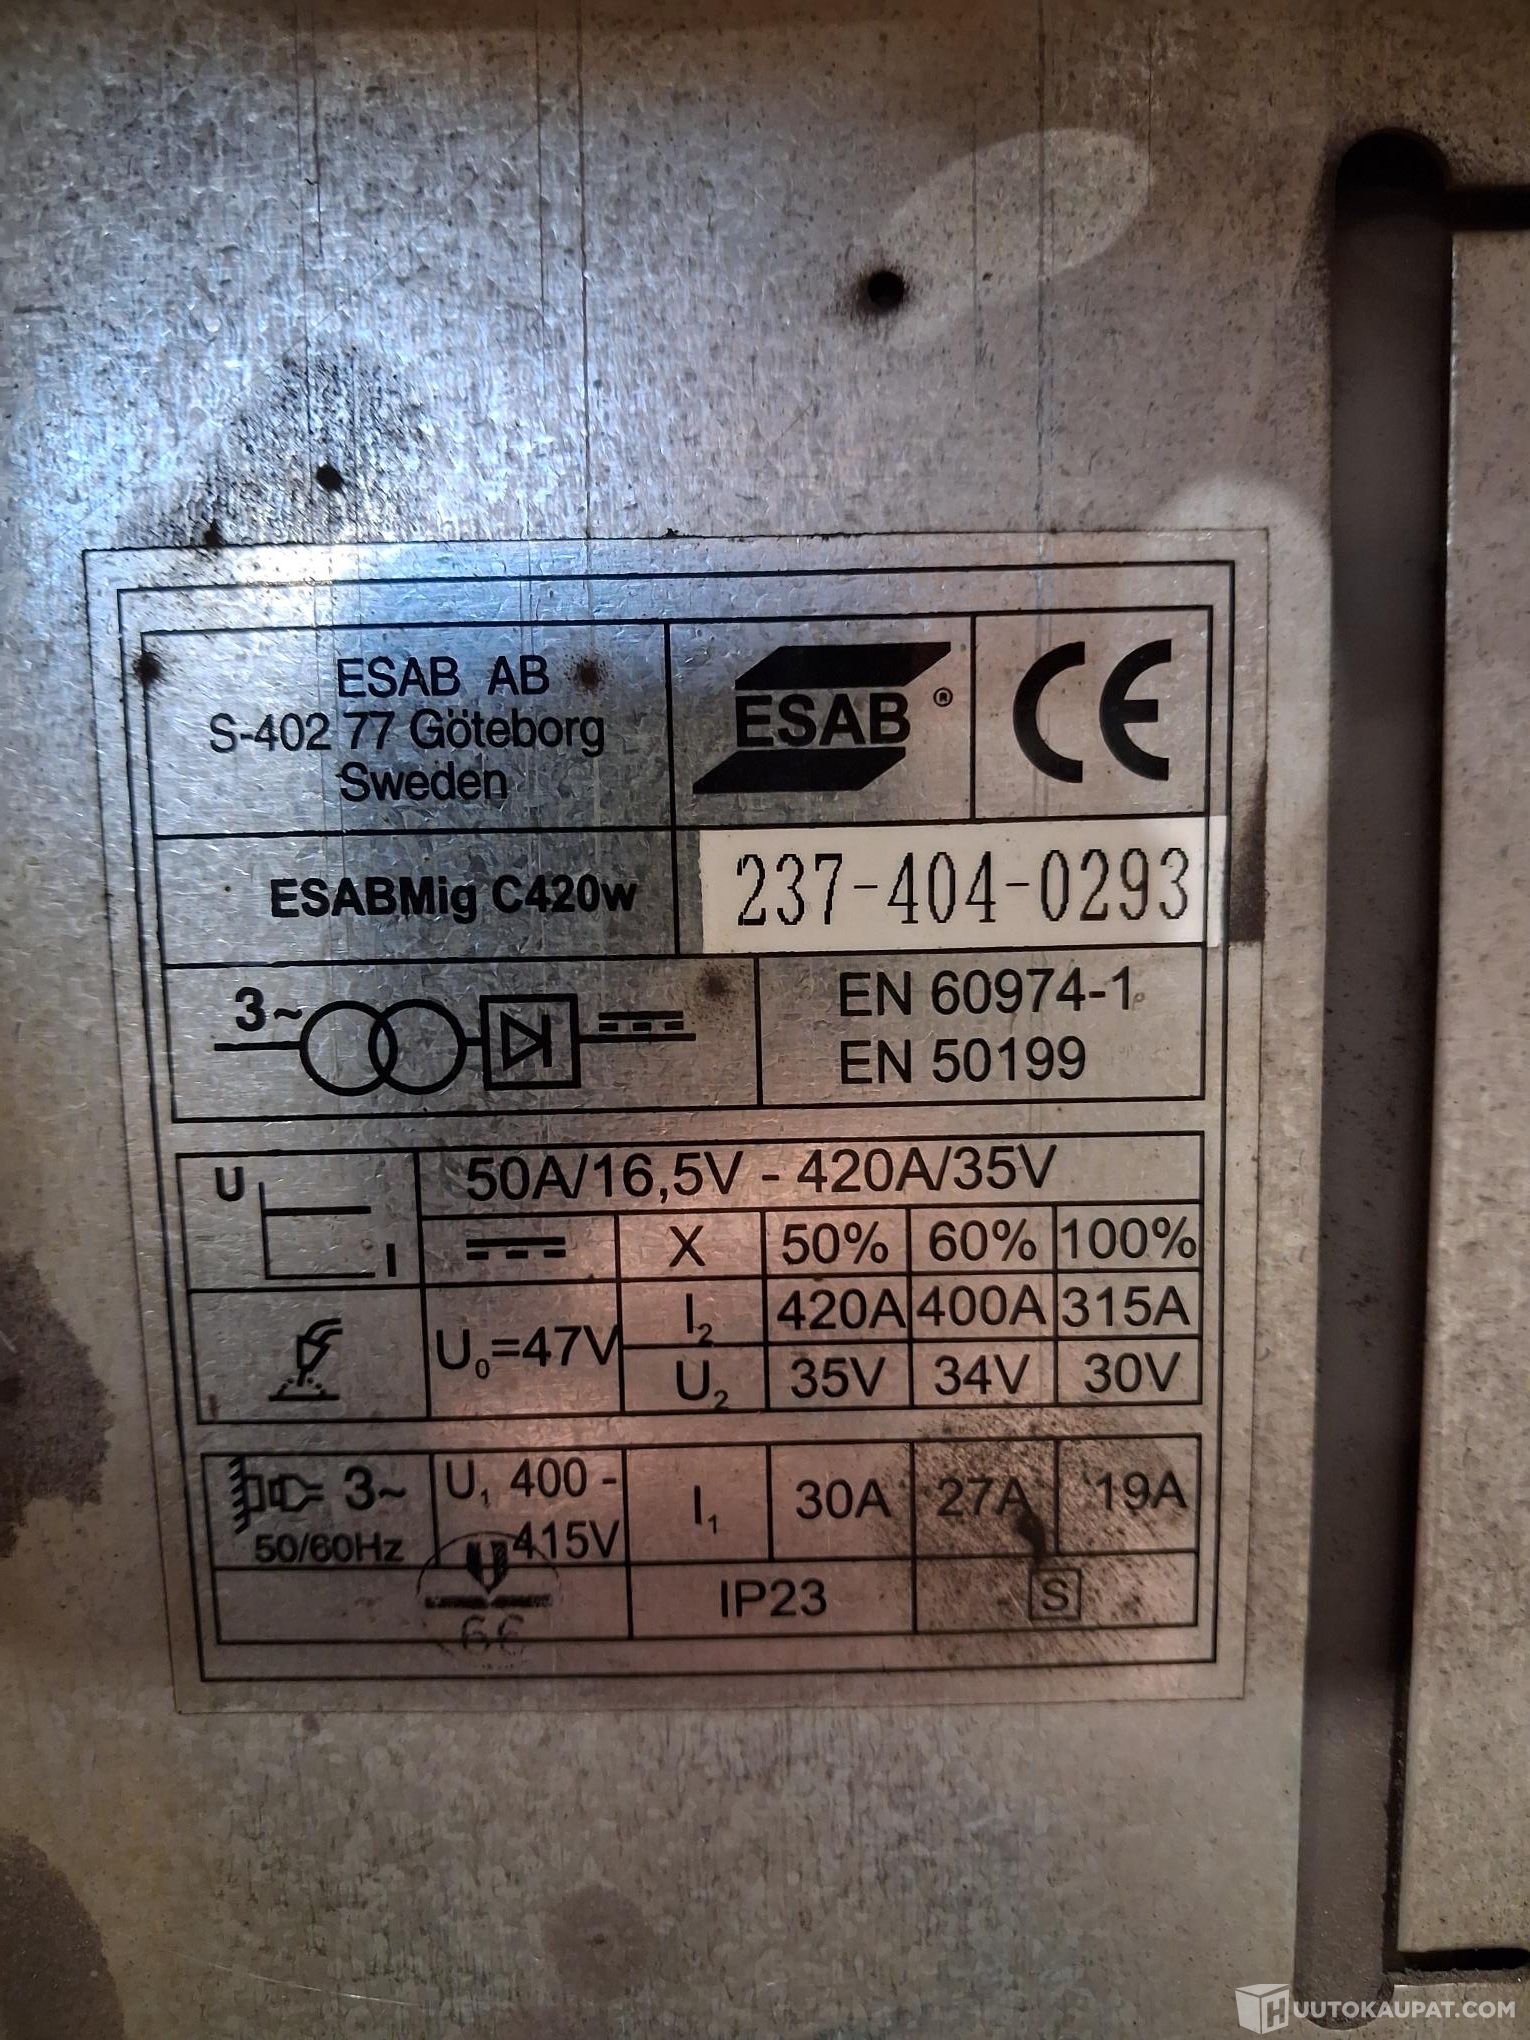 ESAB AB
S-402 77 Göteborg
Sweden
ESAB ®
CE
ESABMig C420w
237-404-0293
3~
EN 60974-1
EN 50199
U
I
50A/16,5V - 420A/35V
X 50% 60% 100%
U₀=47V
I₂ 420A 400A 315A
U₂ 35V 34V 30V
3~
50/60Hz
U₁ 400 -
415V
I₁ 30A 27A 19A
IP23
S
HUUTOKAUPAT.COM